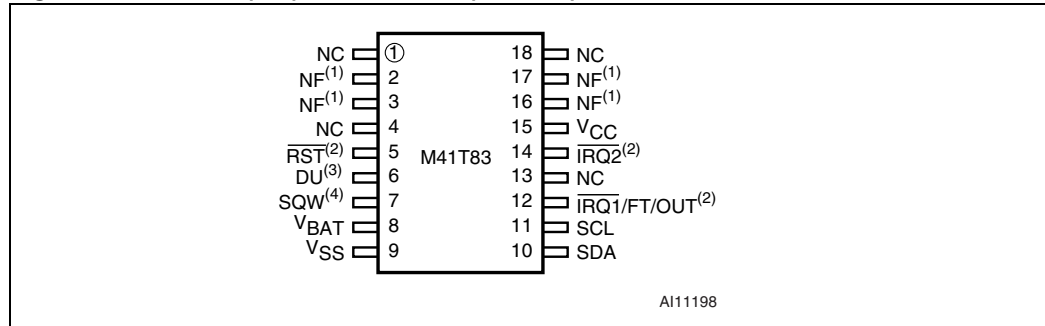 NC ① 18 NC
NF(1) 2 17 NF(1)
NF(1) 3 16 NF(1)
NC 4 15 VCC
RST(2) 5 M41T83 14 IRQ2(2)
DU(3) 6 13 NC
SQW(4) 7 12 IRQ1/FT/OUT(2)
VBAT 8 11 SCL
VSS 9 10 SDA
AI11198